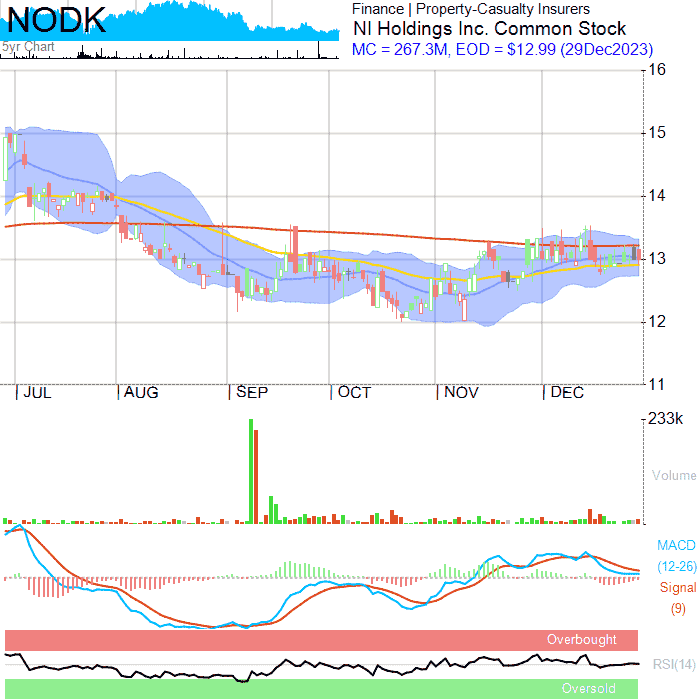 NODK
5yr Chart
Finance | Property-Casualty Insurers
NI Holdings Inc. Common Stock
MC = 267.3M, EOD = $12.99 (29Dec2023)
16
15
14
13
12
11
JUL AUG SEP OCT NOV DEC
233k
Volume
MACD
(12-26)
Signal
(9)
Overbought
RSI(14)
Oversold